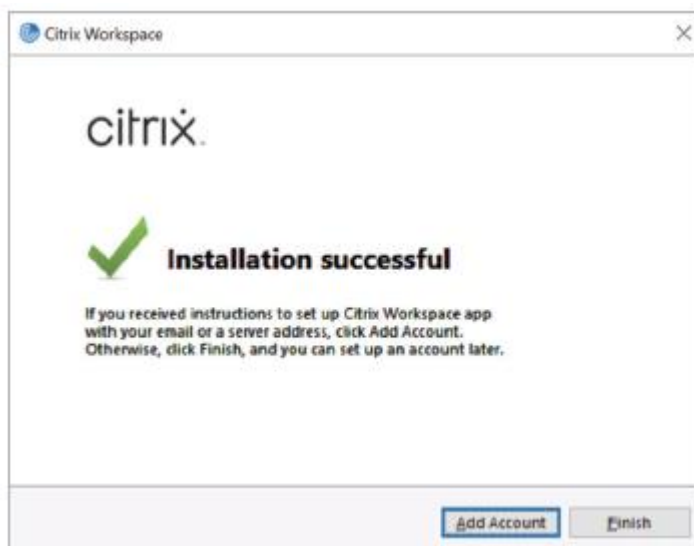 Citrix Workspace
citrix.
Installation successful
If you received instructions to set up Citrix Workspace app
with your email or a server address, click Add Account.
Otherwise, click Finish, and you can set up an account later.
Add Account
Finish